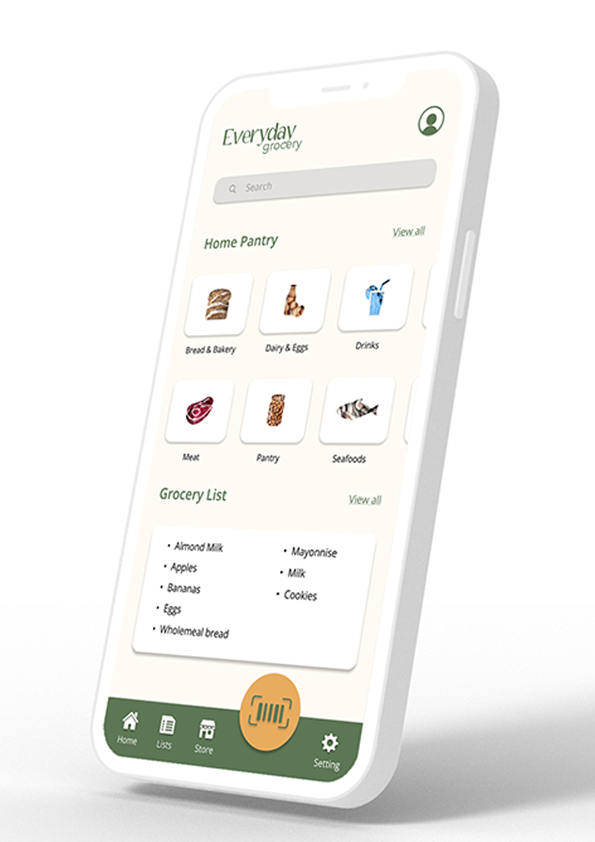 Everyday
grocery
Search
Home Pantry
View all
Bread & Bakery
Dairy & Eggs
Drinks
Meat
Pantry
Seafoods
Grocery List
View all
• Almond Milk
• Apples
• Bananas
• Eggs
• Wholemeal bread
• Mayonnise
• Milk
• Cookies
Home
Lists
Store
Setting